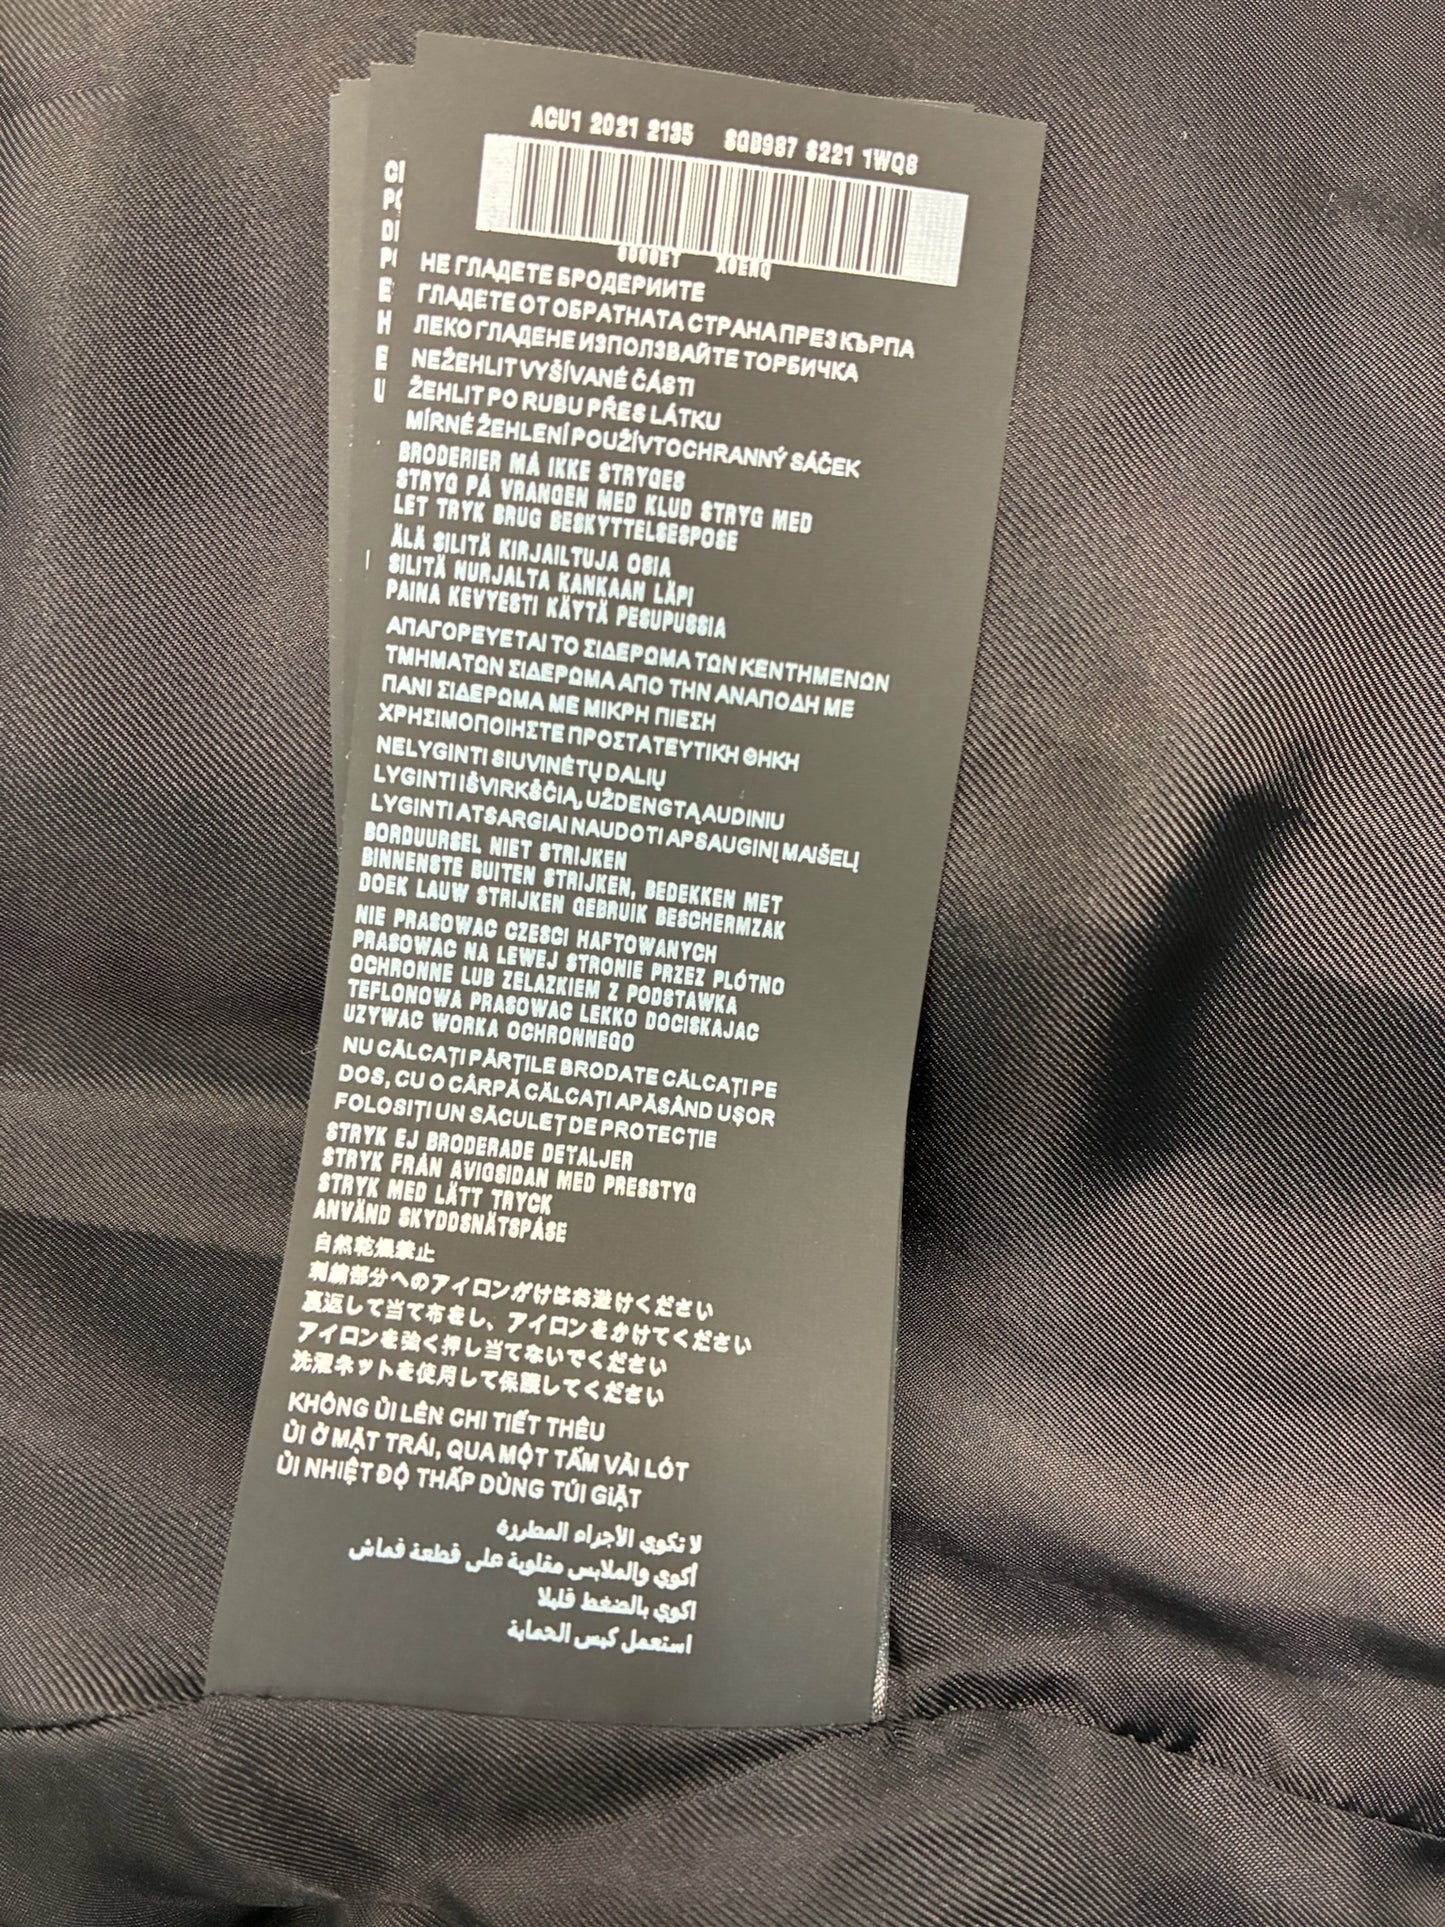 ACU1 2021 2135 SQB987 S221 1WQ8
НЕ ГЛАДЕТЕ БРОДЕРИИТЕ
ГЛАДЕТЕ ОТ ОБРАТНАТА СТРАНА ПРЕЗ КЪРПА
ЛЕКО ГЛАДЕНЕ ИЗПОЛЗВАЙТЕ ТОРБИЧКА
NEŽEHLIT VYŠÍVANÉ ČÁSTI
ŽEHLIT PO RUBU PŘES LÁTKU
MÍRNÉ ŽEHLENÍ POUŽÍVTOCHRANNÝ SÁČEK
BRODERIER MÅ IKKE STRYGES
STRYG PÅ VRANGEN MED KLUD STRYG MED
LET TRYK BRUG BESKYTTELSESPOSE
ÄLÄ SILITÄ KIRJAILTUJA OSIA
SILITÄ NURJALTA KANKAAN LÄPI
PAINA KEVYESTI KÄYTÄ PESUPUSSIA
ΑΠΑΓΟΡΕΥΕΤΑΙ ΤΟ ΣΙΔΕΡΩΜΑ ΤΩΝ ΚΕΝΤΗΜΕΝΩΝ
ΤΜΗΜΑΤΩΝ ΣΙΔΕΡΩΜΑ ΑΠΟ ΤΗΝ ΑΝΑΠΟΔΗ ΜΕ
ΠΑΝΙ ΣΙΔΕΡΩΜΑ ΜΕ ΜΙΚΡΗ ΠΙΕΣΗ
ΧΡΗΣΙΜΟΠΟΙΗΣΤΕ ΠΡΟΣΤΑΤΕΥΤΙΚΗ ΘΗΚΗ
NELYGINTI SIUVINĖTŲ DALIŲ
LYGINTI IŠVIRKŠČIĄ, UŽDENGTĄ AUDINIU
LYGINTI ATSARGIAI NAUDOTI APSAUGINĮ MAIŠELĮ
BORDUURSEL NIET STRIJKEN
BINNENSTE BUITEN STRIJKEN, BEDEKKEN MET
DOEK LAUW STRIJKEN GEBRUIK BESCHERMZAK
NIE PRASOWAC CZESCI HAFTOWANYCH
PRASOWAC NA LEWEJ STRONIE PRZEZ PLÓTNO
OCHRONNE LUB ZELAZKIEM Z PODSTAWKA
TEFLONOWA PRASOWAC LEKKO DOCISKAJAC
UZYWAC WORKA OCHRONNEGO
NU CĂLCAȚI PĂRȚILE BRODATE CĂLCAȚI PE
DOS, CU O CÂRPĂ CĂLCAȚI APĂSÂND UȘOR
FOLOSIȚI UN SĂCULEȚ DE PROTECȚIE
STRYK EJ BRODERADE DETALJER
STRYK FRÅN AVIGSIDAN MED PRESSTYG
STRYK MED LÄTT TRYCK
ANVÄND SKYDDSNÄTSPÅSE
自然乾燥禁止
刺繍部分へのアイロンがけはお避けください
裏返して当て布をし、アイロンをかけてください
アイロンを強く押し当てないでください
洗濯ネットを使用して保護してください
KHÔNG ỦI LÊN CHI TIẾT THÊU
ỦI Ở MẶT TRÁI, QUA MỘT TẤM VẢI LÓT
ỦI NHIỆT ĐỘ THẤP DÙNG TÚI GIẶT
لا تكوي الأجزاء المطرزة
أكوي والملابس مقلوبة على قطعة قماش
اكوي بالضغط قليلا
استعمل كيس الحماية